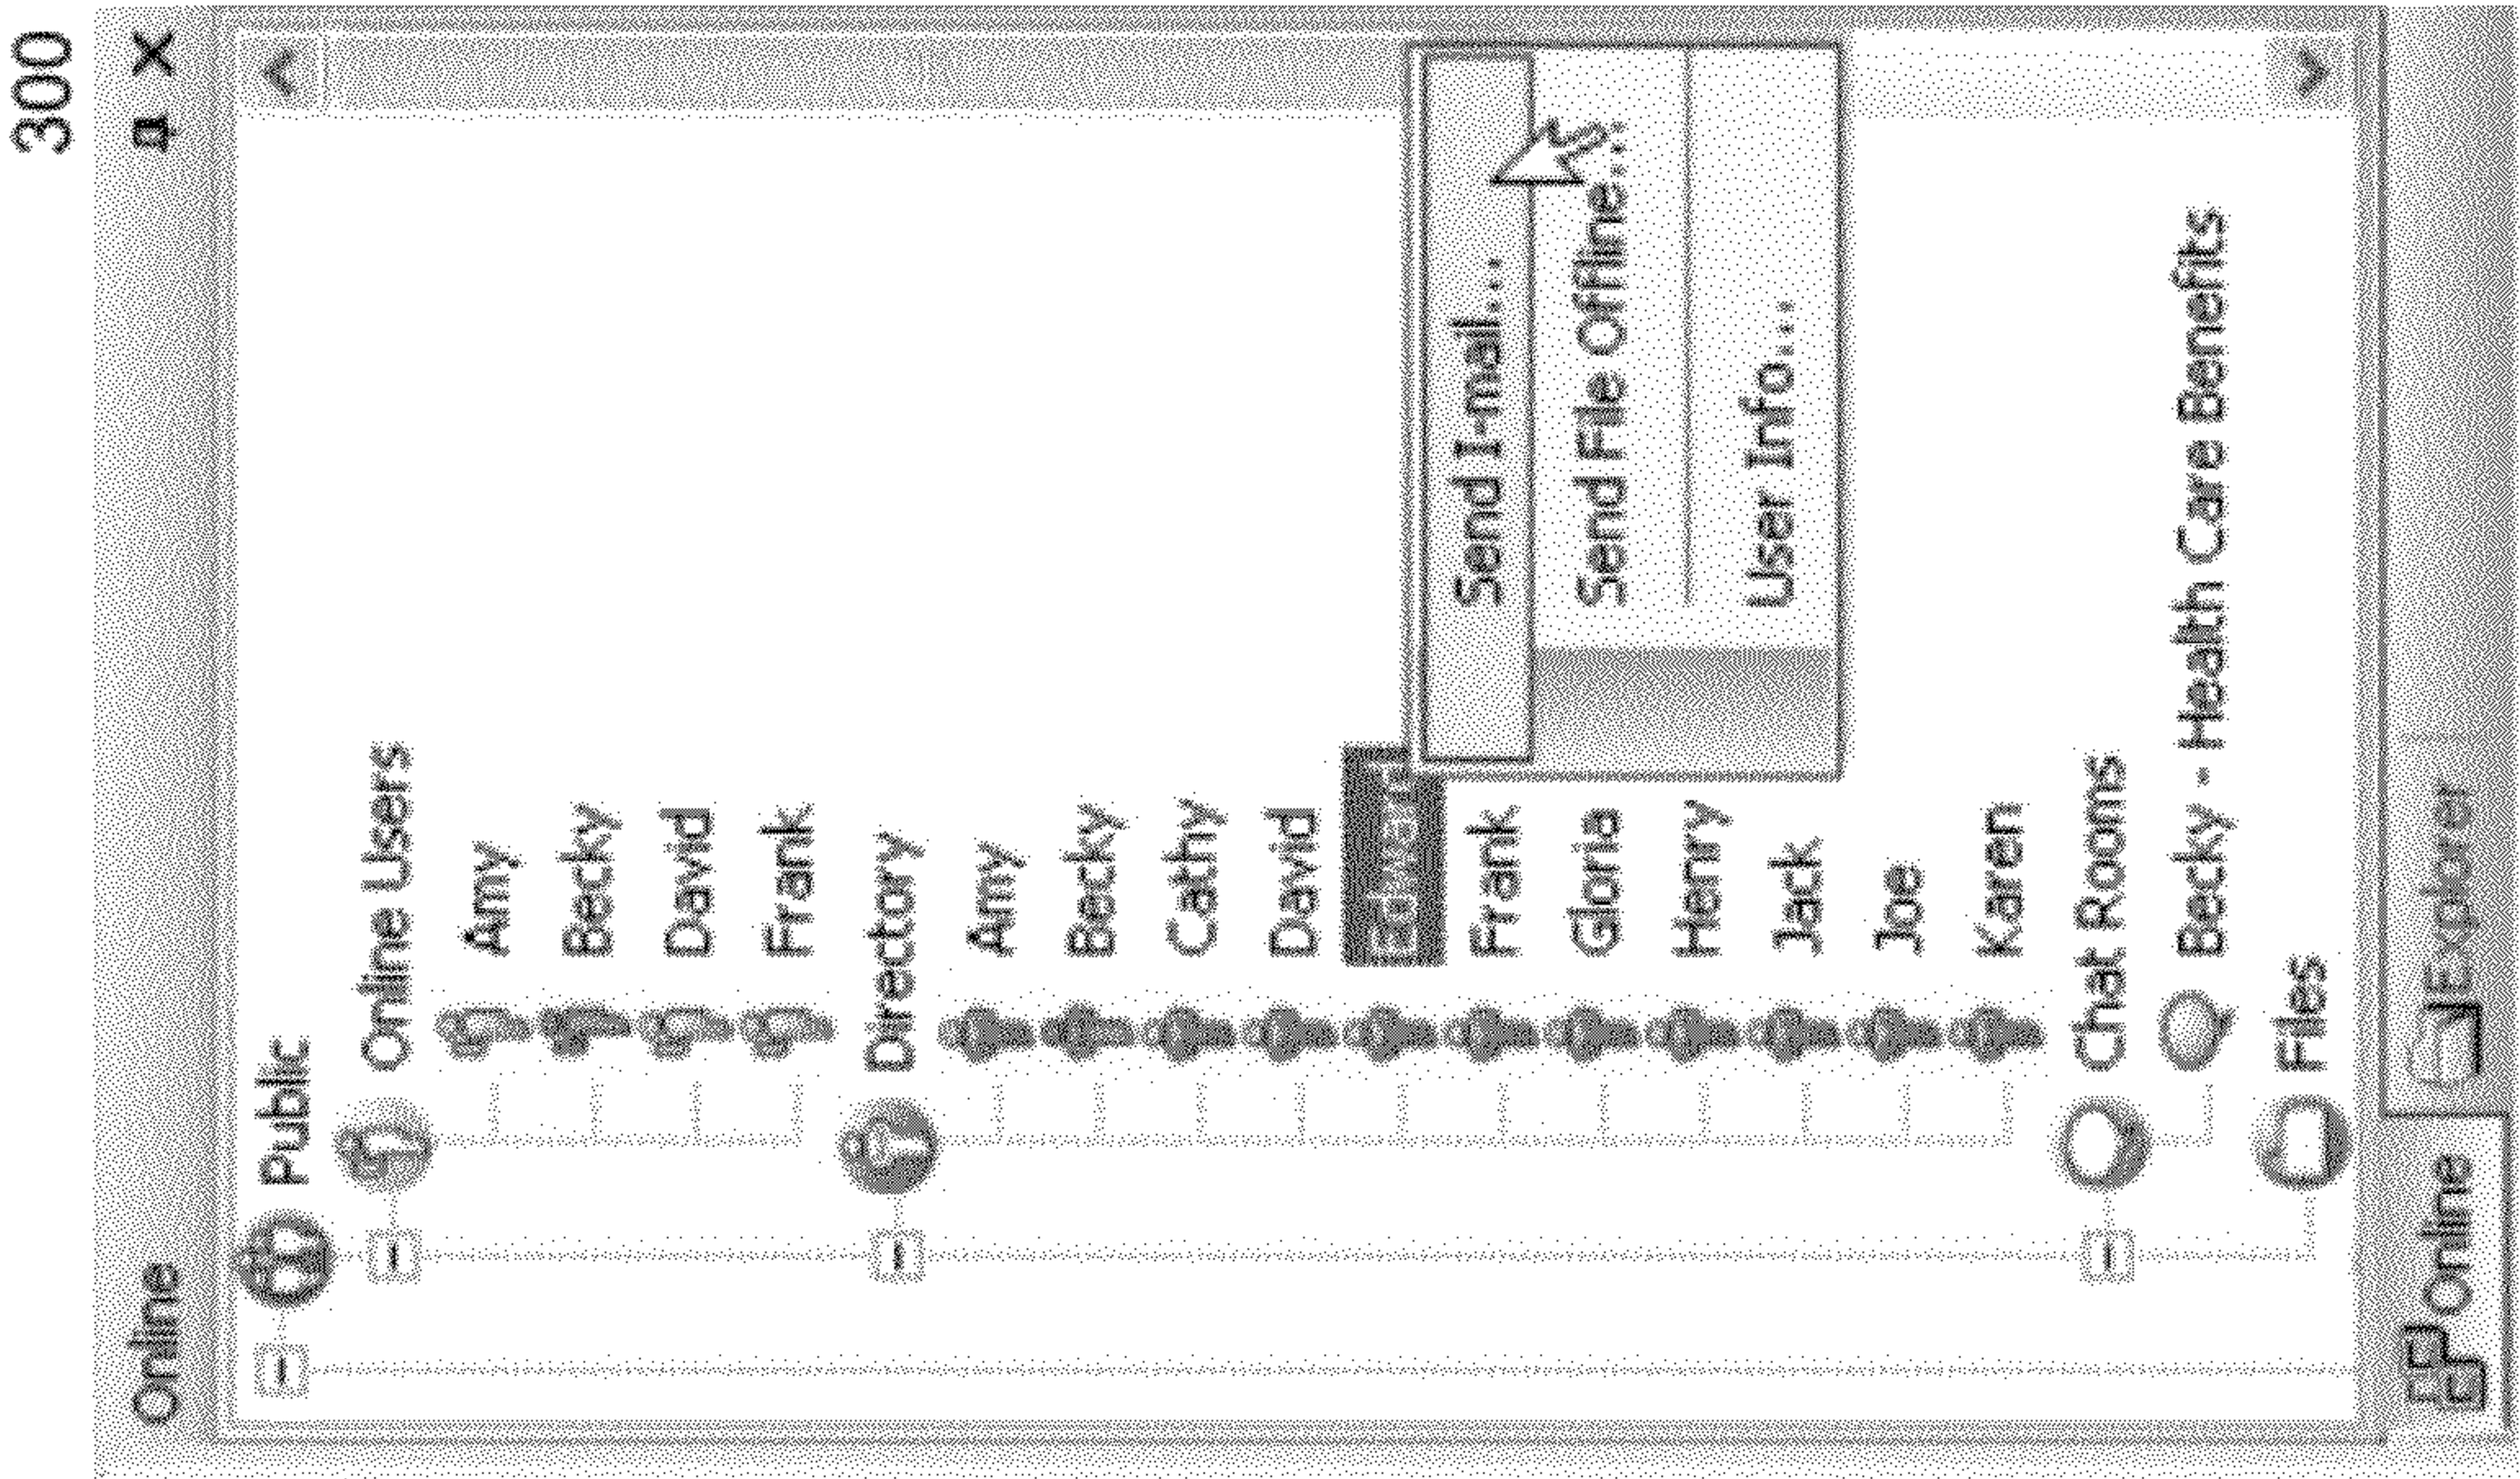 300
Online
Public
Online Users
Amy
Becky
David
Frank
Directory
Amy
Becky
Cathy
David
Edward
Send I-mail...
Frank
Send File Offline...
Gloria
Henry
User Info...
Jack
Joe
Karen
Chat Rooms
Becky - Health Care Benefits
Files
Online Explorer